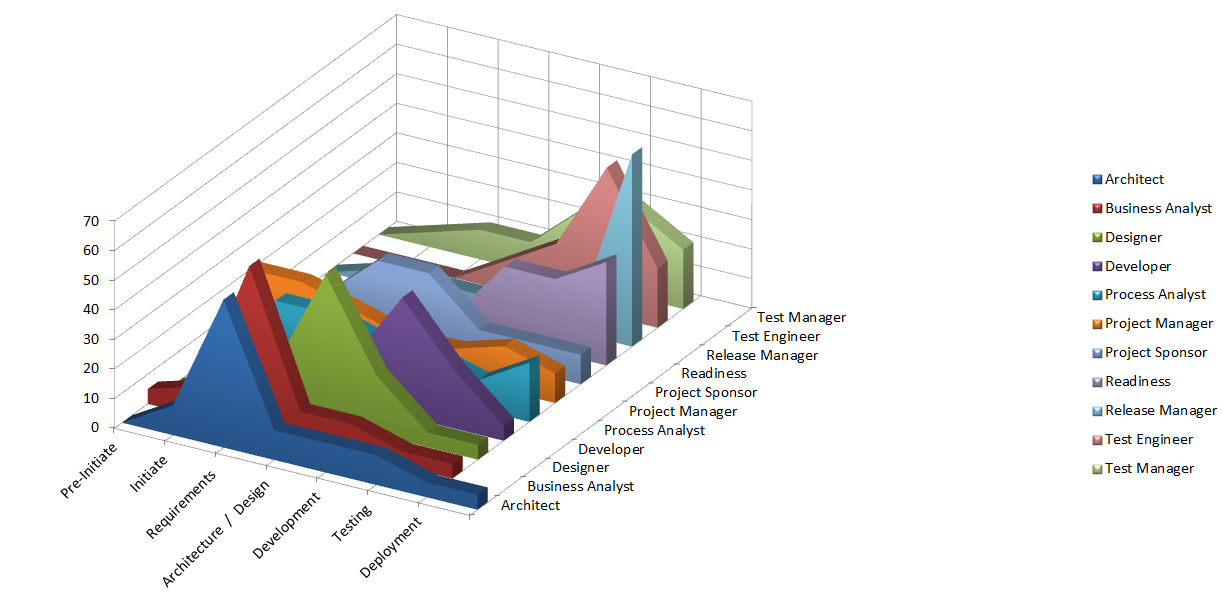 70
60
50
40
30
20
10
0
Pre-Initiate
Initiate
Requirements
Architecture / Design
Development
Testing
Deployment
Test Manager
Test Engineer
Release Manager
Readiness
Project Sponsor
Project Manager
Process Analyst
Developer
Designer
Business Analyst
Architect
Architect
Business Analyst
Designer
Developer
Process Analyst
Project Manager
Project Sponsor
Readiness
Release Manager
Test Engineer
Test Manager